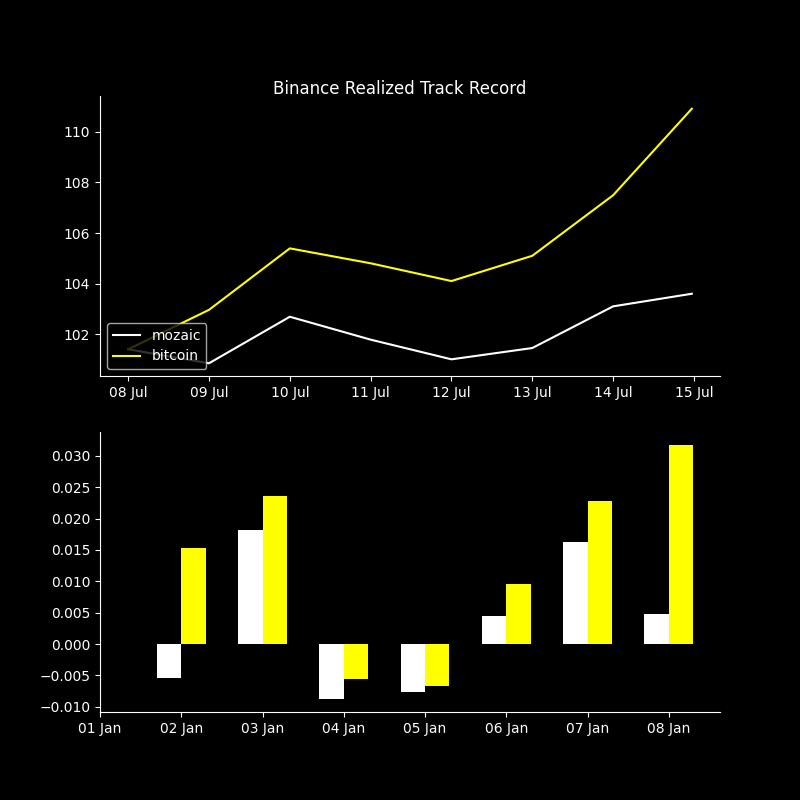 Binance Realized Track Record
110
108
106
104
102
mozaic
bitcoin
08 Jul 09 Jul 10 Jul 11 Jul 12 Jul 13 Jul 14 Jul 15 Jul
0.030
0.025
0.020
0.015
0.010
0.005
0.000
−0.005
−0.010
01 Jan 02 Jan 03 Jan 04 Jan 05 Jan 06 Jan 07 Jan 08 Jan